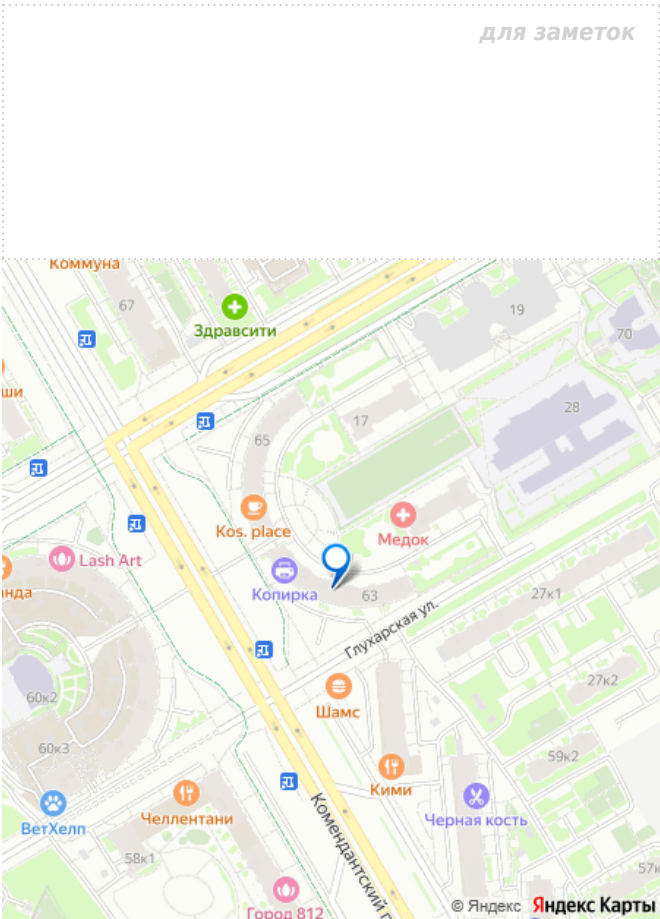 для заметок
Коммуна
67
Здравсити
19
70
ши
17
28
65
Kos. place
Медок
Lash Art
нда
Копирка
63
27к1
Глухарская ул.
27к2
60к2
Шамс
60к3
59к2
Кими
ВетХелп
Челлентани
Черная кость
Комендантский п
58к1
57к
Город 812
© Яндекс Яндекс Карты